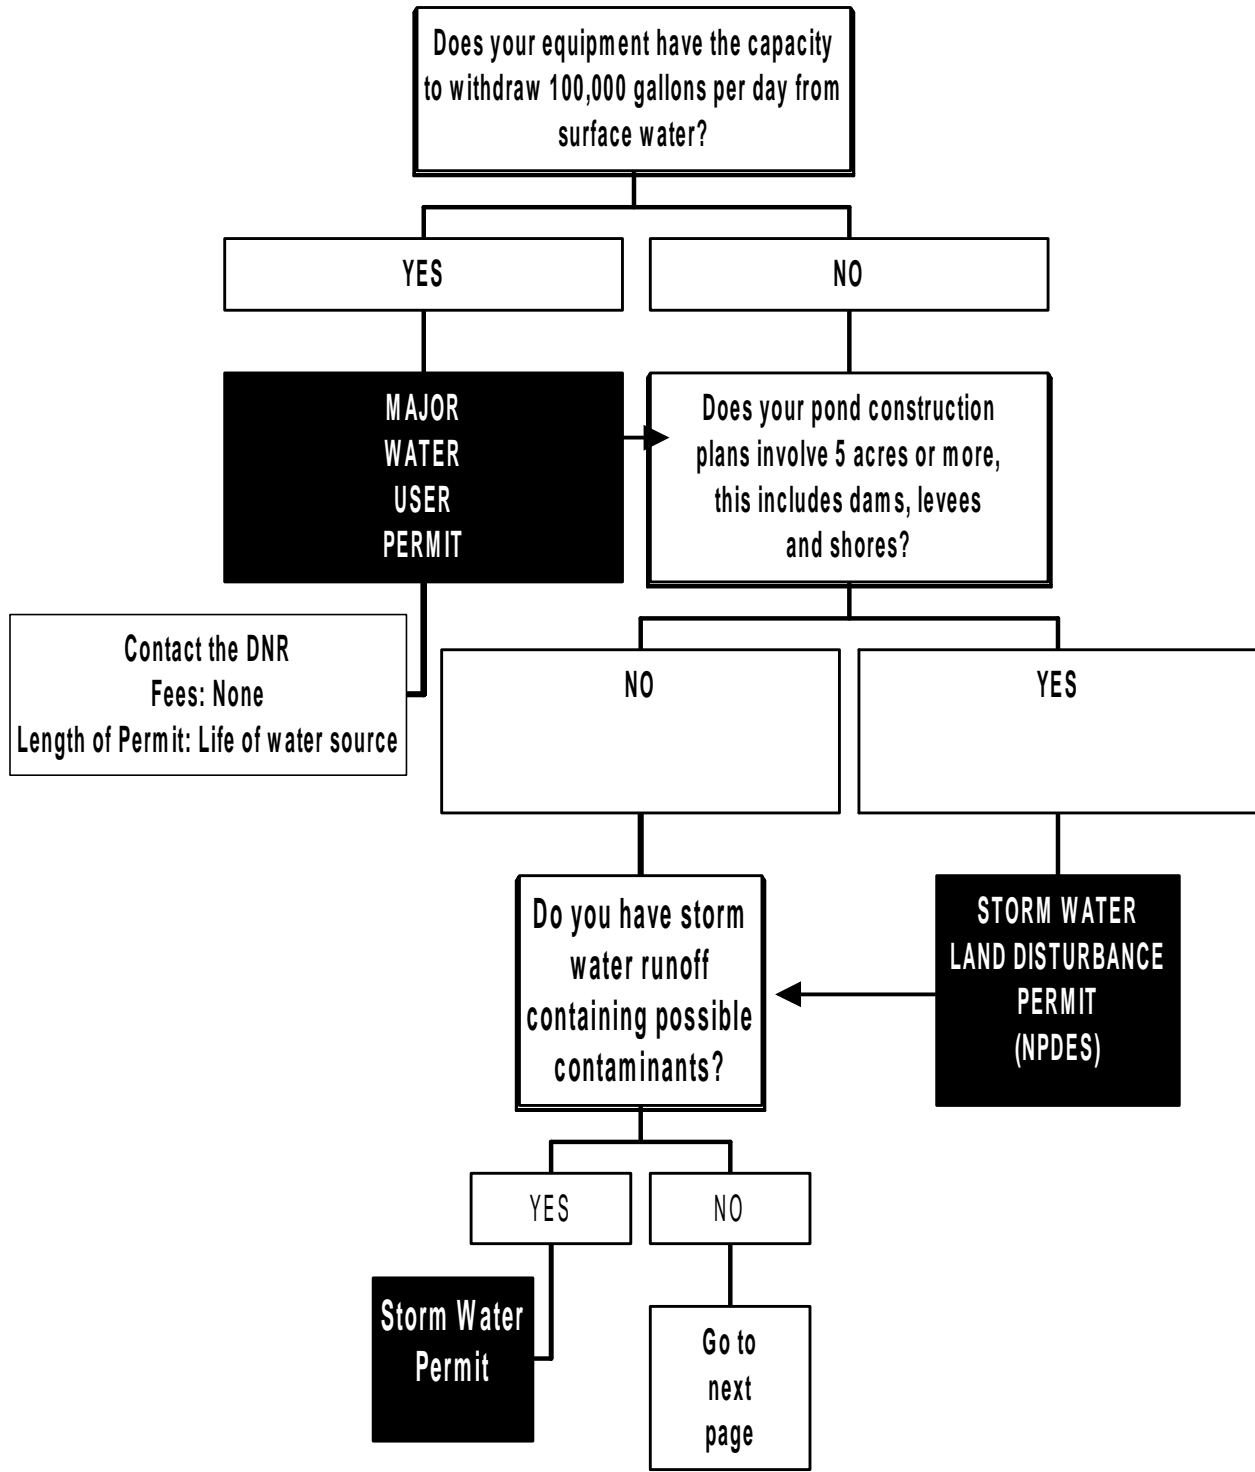 Does your equipment have the capacity
to withdraw 100,000 gallons per day from
surface water?
YES
NO
MAJOR
WATER
USER
PERMIT
Does your pond construction
plans involve 5 acres or more,
this includes dams, levees
and shores?
Contact the DNR
Fees: None
Length of Permit: Life of water source
NO
YES
Do you have storm
water runoff
containing possible
contaminants?
STORM WATER
LAND DISTURBANCE
PERMIT
(NPDES)
YES
NO
Storm Water
Permit
Go to
next
page